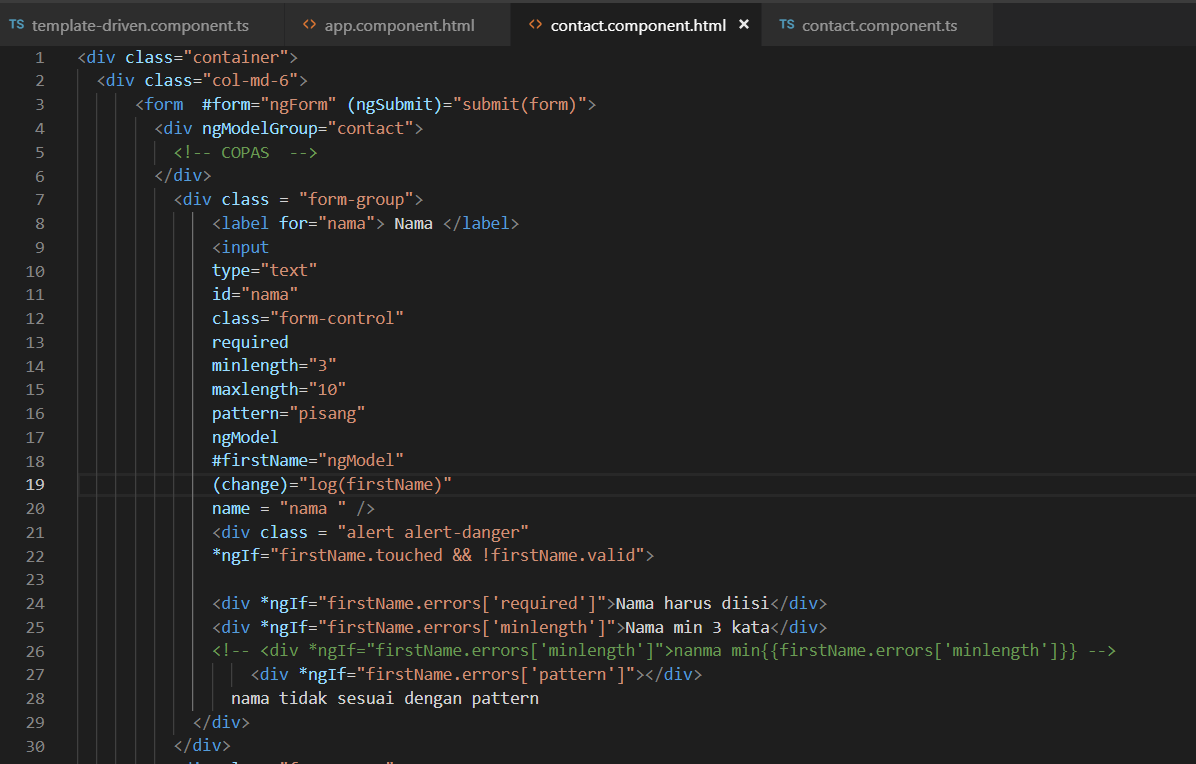 TS template-driven.component.ts <> app.component.html <> contact.component.html × TS contact.component.ts
1 <div class="container">
2 <div class="col-md-6">
3 <form  #form="ngForm" (ngSubmit)="submit(form)">
4 <div ngModelGroup="contact">
5 <!-- COPAS  -->
6 </div>
7 <div class = "form-group">
8 <label for="nama"> Nama </label>
9 <input
10 type="text"
11 id="nama"
12 class="form-control"
13 required
14 minlength="3"
15 maxlength="10"
16 pattern="pisang"
17 ngModel
18 #firstName="ngModel"
19 (change)="log(firstName)"
20 name = "nama " />
21 <div class = "alert alert-danger"
22 *ngIf="firstName.touched && !firstName.valid">
23
24 <div *ngIf="firstName.errors['required']">Nama harus diisi</div>
25 <div *ngIf="firstName.errors['minlength']">Nama min 3 kata</div>
26 <!-- <div *ngIf="firstName.errors['minlength']">nanma min{{firstName.errors['minlength']}} -->
27 <div *ngIf="firstName.errors['pattern']"></div>
28 nama tidak sesuai dengan pattern
29 </div>
30 </div>